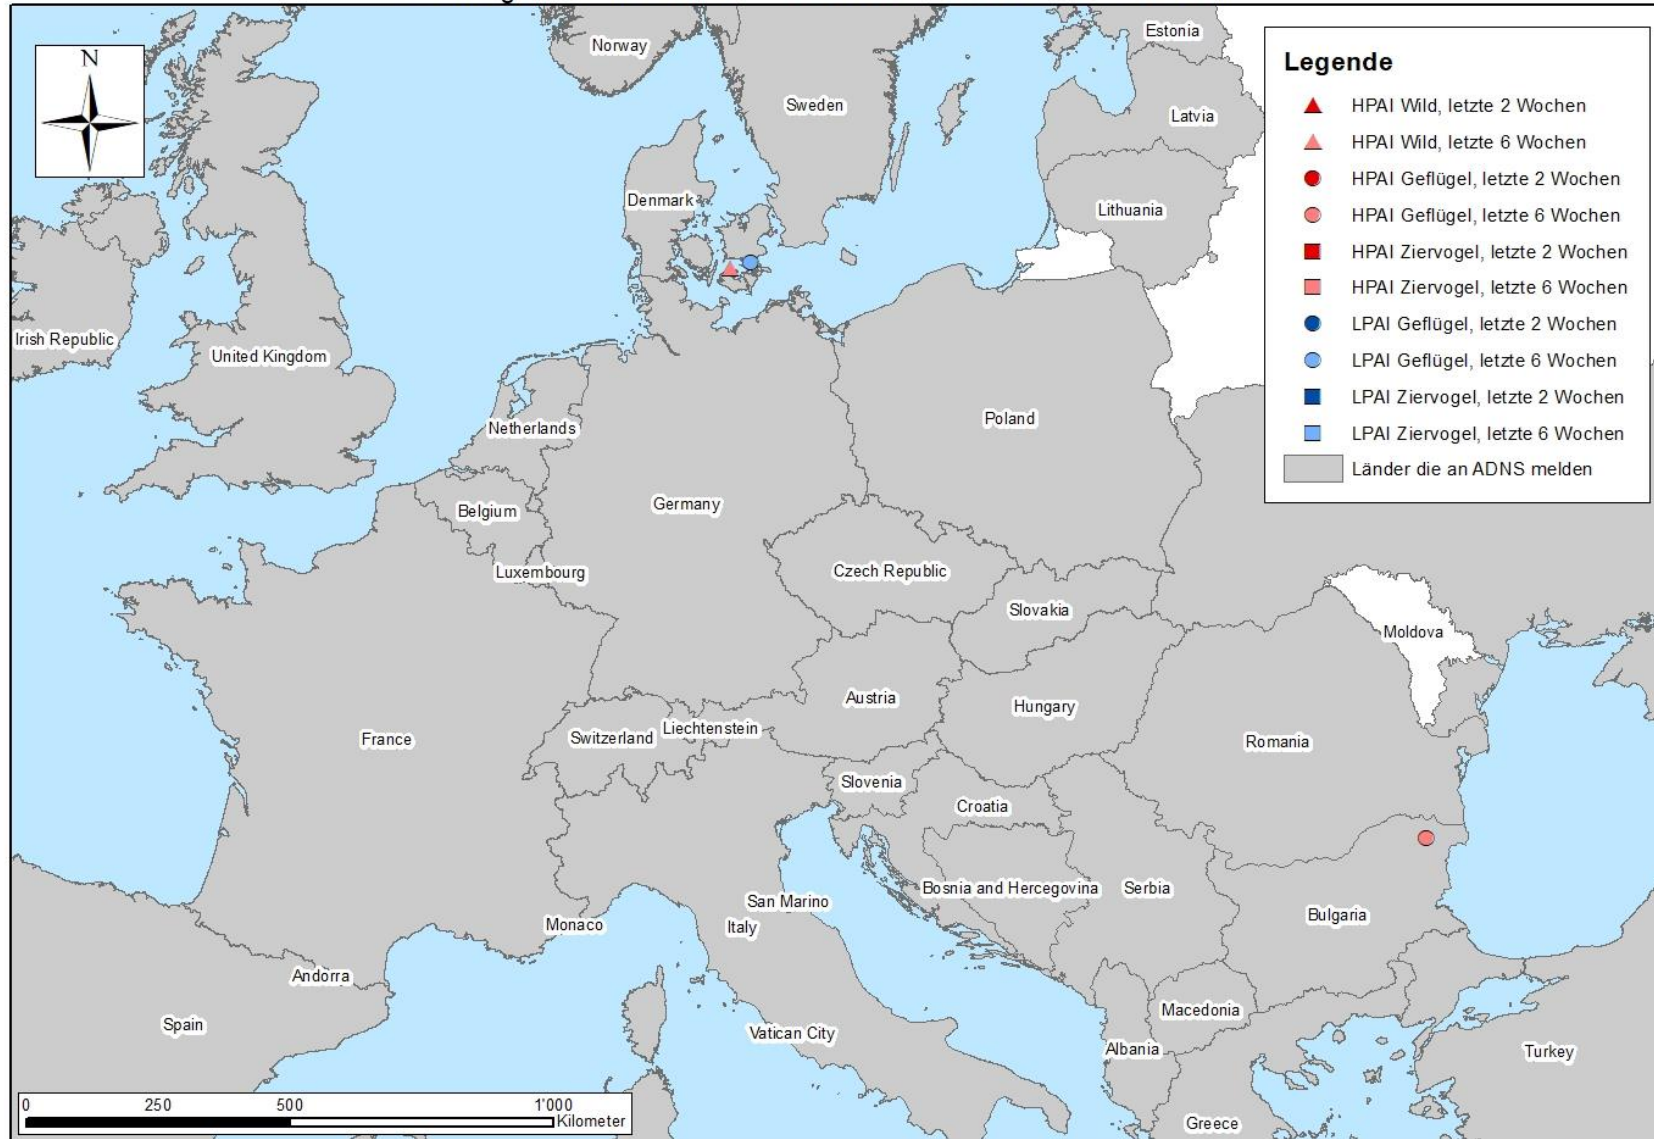 N
Norway
Estonia
Sweden
Latvia
Denmark
Lithuania
Irish Republic
United Kingdom
Netherlands
Poland
Belgium
Germany
Luxembourg
Czech Republic
Slovakia
Moldova
Austria
Hungary
France
Switzerland
Liechtenstein
Romania
Slovenia
Croatia
Bosnia and Hercegovina
Serbia
San Marino
Italy
Monaco
Bulgaria
Andorra
Macedonia
Spain
Vatican City
Albania
Turkey
Greece
Legende
HPAI Wild, letzte 2 Wochen
HPAI Wild, letzte 6 Wochen
HPAI Geflügel, letzte 2 Wochen
HPAI Geflügel, letzte 6 Wochen
HPAI Ziervogel, letzte 2 Wochen
HPAI Ziervogel, letzte 6 Wochen
LPAI Geflügel, letzte 2 Wochen
LPAI Geflügel, letzte 6 Wochen
LPAI Ziervogel, letzte 2 Wochen
LPAI Ziervogel, letzte 6 Wochen
Länder die an ADNS melden
0 250 500 1'000
Kilometer